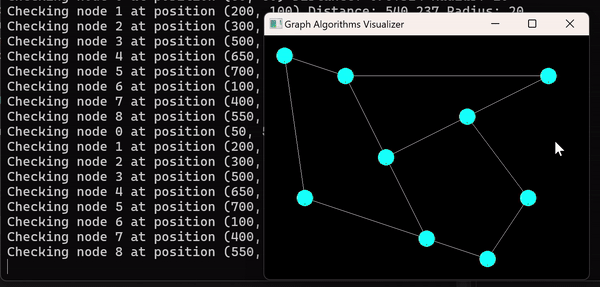 Checking node 1 at position (200, 100) Distance: 540.237 Radius: 20
Graph Algorithms Visualizer
Checking node 2 at position (300,
Checking node 3 at position (500,
Checking node 4 at position (650,
Checking node 5 at position (700,
Checking node 6 at position (100,
Checking node 7 at position (400,
Checking node 8 at position (550,
Checking node 0 at position (50,
Checking node 1 at position (200,
Checking node 2 at position (300,
Checking node 3 at position (500,
Checking node 4 at position (650,
Checking node 5 at position (700,
Checking node 6 at position (100,
Checking node 7 at position (400,
Checking node 8 at position (550,